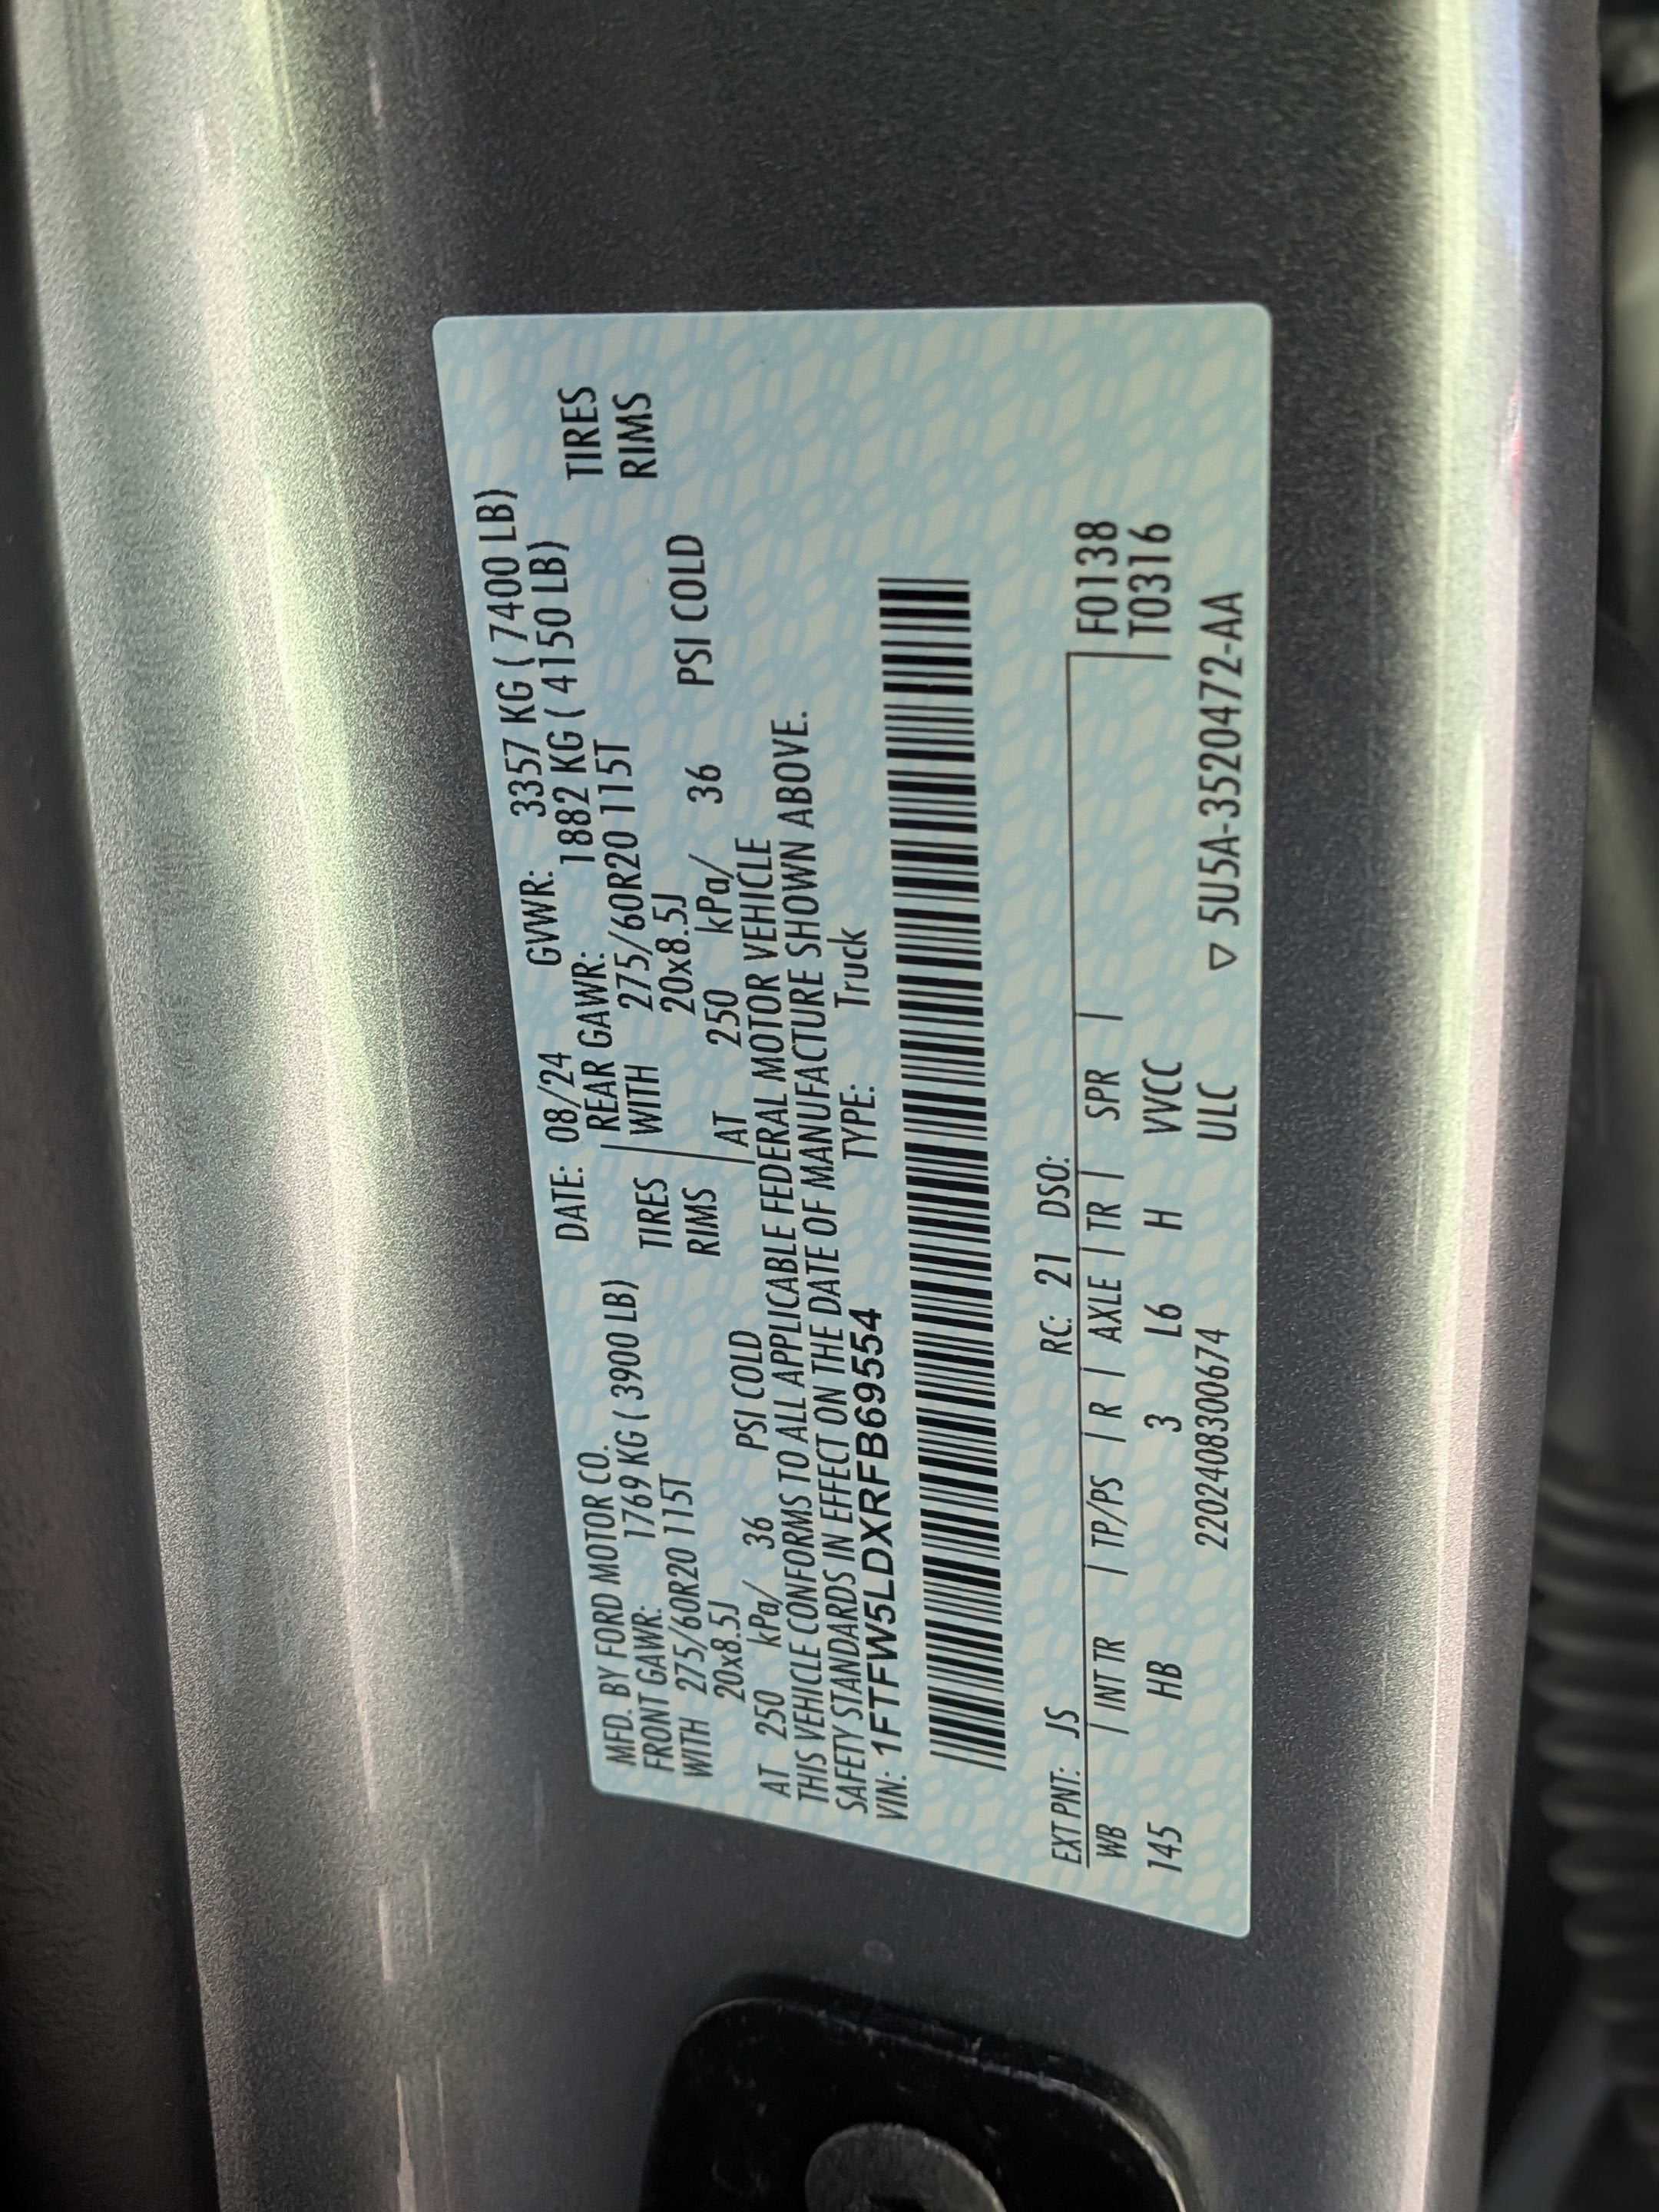 MFD. BY FORD MOTOR CO. DATE: 08/24 GVWR: 3357 KG ( 7400 LB)
FRONT GAWR: 1769 KG ( 3900 LB) REAR GAWR: 1882 KG ( 4150 LB)
WITH 275/60R20 115T TIRES WITH 275/60R20 115T TIRES
20x8.5J RIMS 20x8.5J RIMS
AT 250 kPa/ 36 PSI COLD AT 250 kPa/ 36 PSI COLD
THIS VEHICLE CONFORMS TO ALL APPLICABLE FEDERAL MOTOR VEHICLE
SAFETY STANDARDS IN EFFECT ON THE DATE OF MANUFACTURE SHOWN ABOVE.
VIN: 1FTFW5LDXRFB69554 TYPE: Truck
EXT PNT: JS RC: 21 DSO:
WB | INT TR | TP/PS | R | AXLE | TR | SPR | F0138
145 HB 3 L6 H VVCC T0316
2202408300674 ULC ▽ 5U5A-3520472-AA